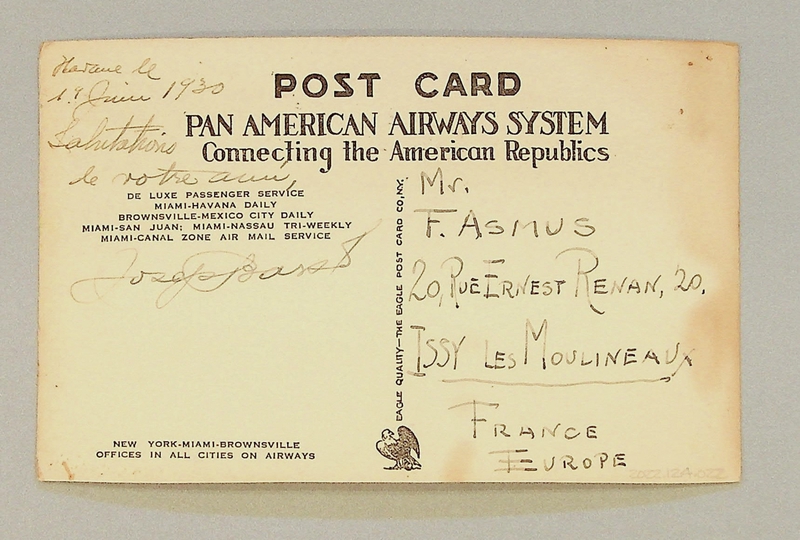 Havane le
1er Juin 1930
Salutations
de votre ami,
POST CARD
PAN AMERICAN AIRWAYS SYSTEM
Connecting the American Republics
DE LUXE PASSENGER SERVICE
MIAMI-HAVANA DAILY
BROWNSVILLE-MEXICO CITY DAILY
MIAMI-SAN JUAN; MIAMI-NASSAU TRI-WEEKLY
MIAMI-CANAL ZONE AIR MAIL SERVICE
Joseph
NEW YORK-MIAMI-BROWNSVILLE
OFFICES IN ALL CITIES ON AIRWAYS
EAGLE QUALITY—THE EAGLE POST CARD CO., N.Y.
Mr.
F. ASMUS
20, RUE ERNEST RENAN, 20.
ISSY LES MOULINEAUX
FRANCE
EUROPE